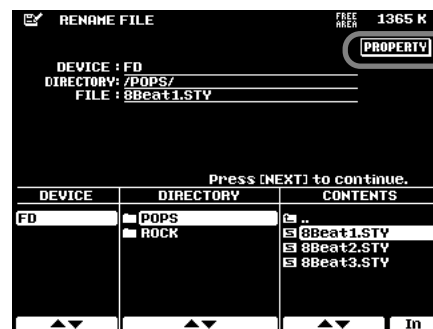 RENAME FILE FREE AREA 1365 K
PROPERTY
DEVICE : FD
DIRECTORY: /POPS/
FILE : 8Beat1.STY
Press [NEXT] to continue.
DEVICE DIRECTORY CONTENTS
FD POPS ..
ROCK 8Beat1.STY
8Beat2.STY
8Beat3.STY
In